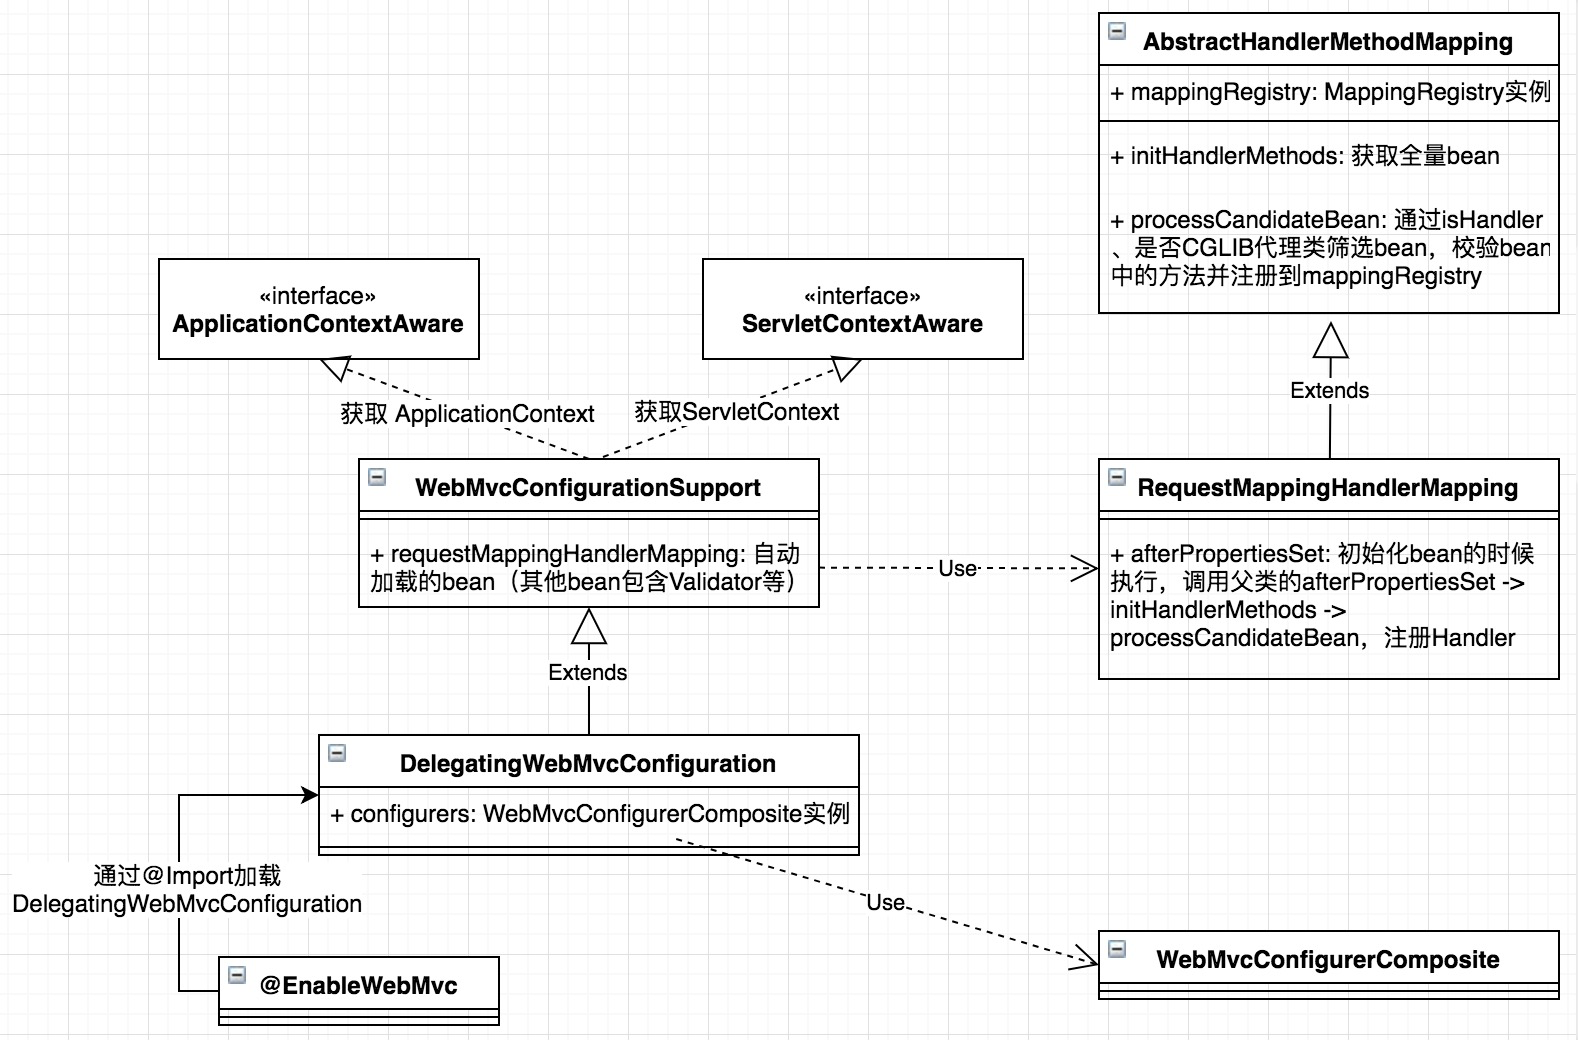 AbstractHandlerMethodMapping
+ mappingRegistry: MappingRegistry实例
+ initHandlerMethods: 获取全量bean
+ processCandidateBean: 通过isHandler
、是否CGLIB代理类筛选bean，校验bean
中的方法并注册到mappingRegistry
«interface»
ApplicationContextAware
«interface»
ServletContextAware
Extends
获取 ApplicationContext
获取ServletContext
WebMvcConfigurationSupport
+ requestMappingHandlerMapping: 自动
加载的bean（其他bean包含Validator等）
Use
RequestMappingHandlerMapping
+ afterPropertiesSet: 初始化bean的时候
执行，调用父类的afterPropertiesSet ->
initHandlerMethods ->
processCandidateBean，注册Handler
Extends
DelegatingWebMvcConfiguration
+ configurers: WebMvcConfigurerComposite实例
通过@Import加载
DelegatingWebMvcConfiguration
Use
WebMvcConfigurerComposite
@EnableWebMvc